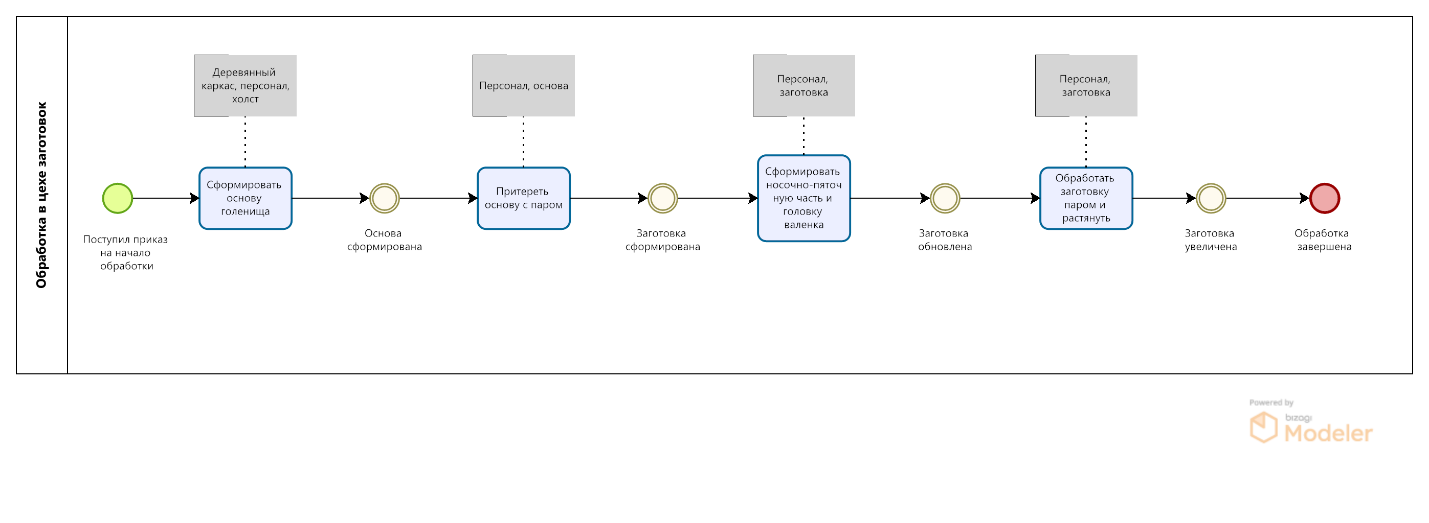 Обработка в цехе заготовок
Деревянный
каркас, персонал,
холст
Персонал, основа
Персонал,
заготовка
Персонал,
заготовка
Сформировать
основу
голенища
Притереть
основу с паром
Сформировать
носочно-пяточ
ную часть и
головку
валенка
Обработать
заготовку
паром и
растянуть
Поступил приказ
на начало
обработки
Основа
сформирована
Заготовка
сформирована
Заготовка
обновлена
Заготовка
увеличена
Обработка
завершена
Powered by
bizagi
Modeler